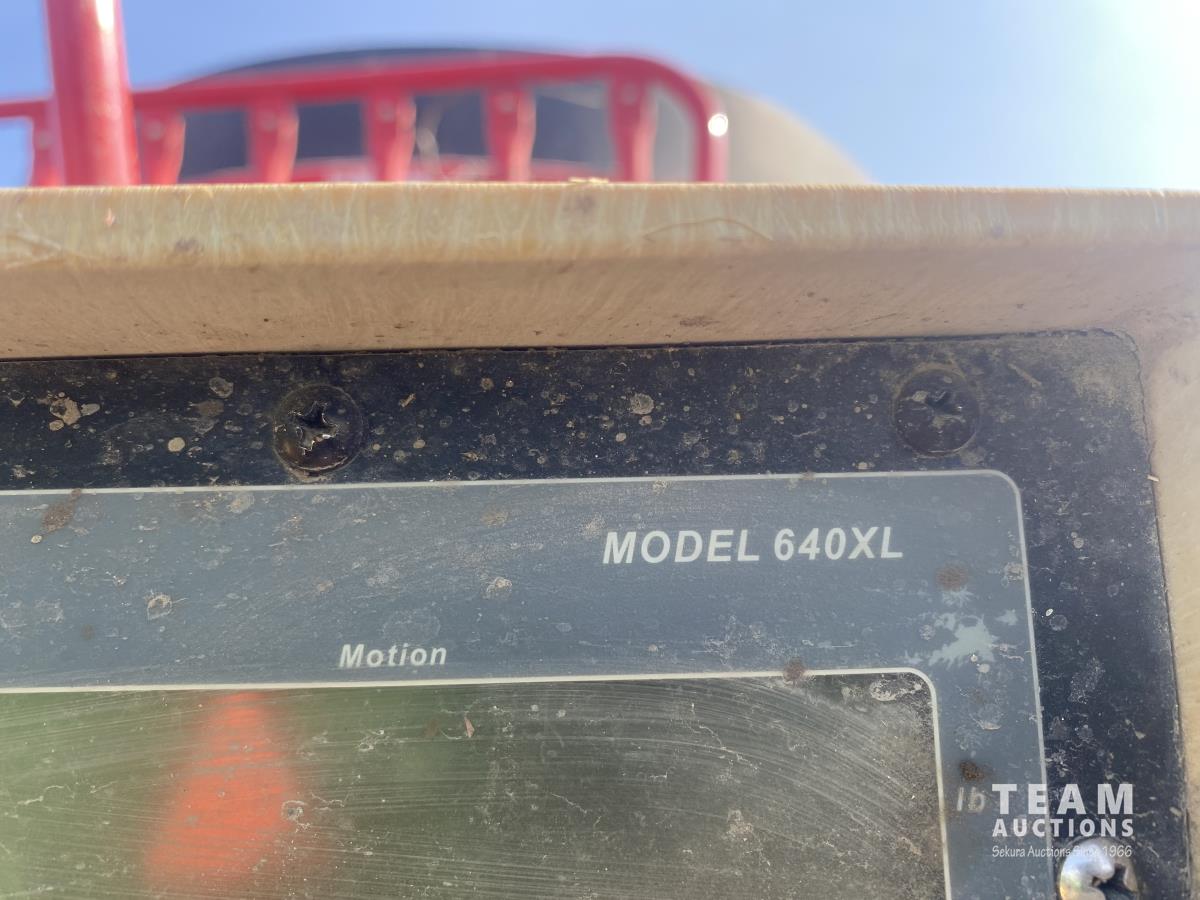 MODEL 640XL
Motion
lb
TEAM
AUCTIONS
Sekura Auctions Since 1966